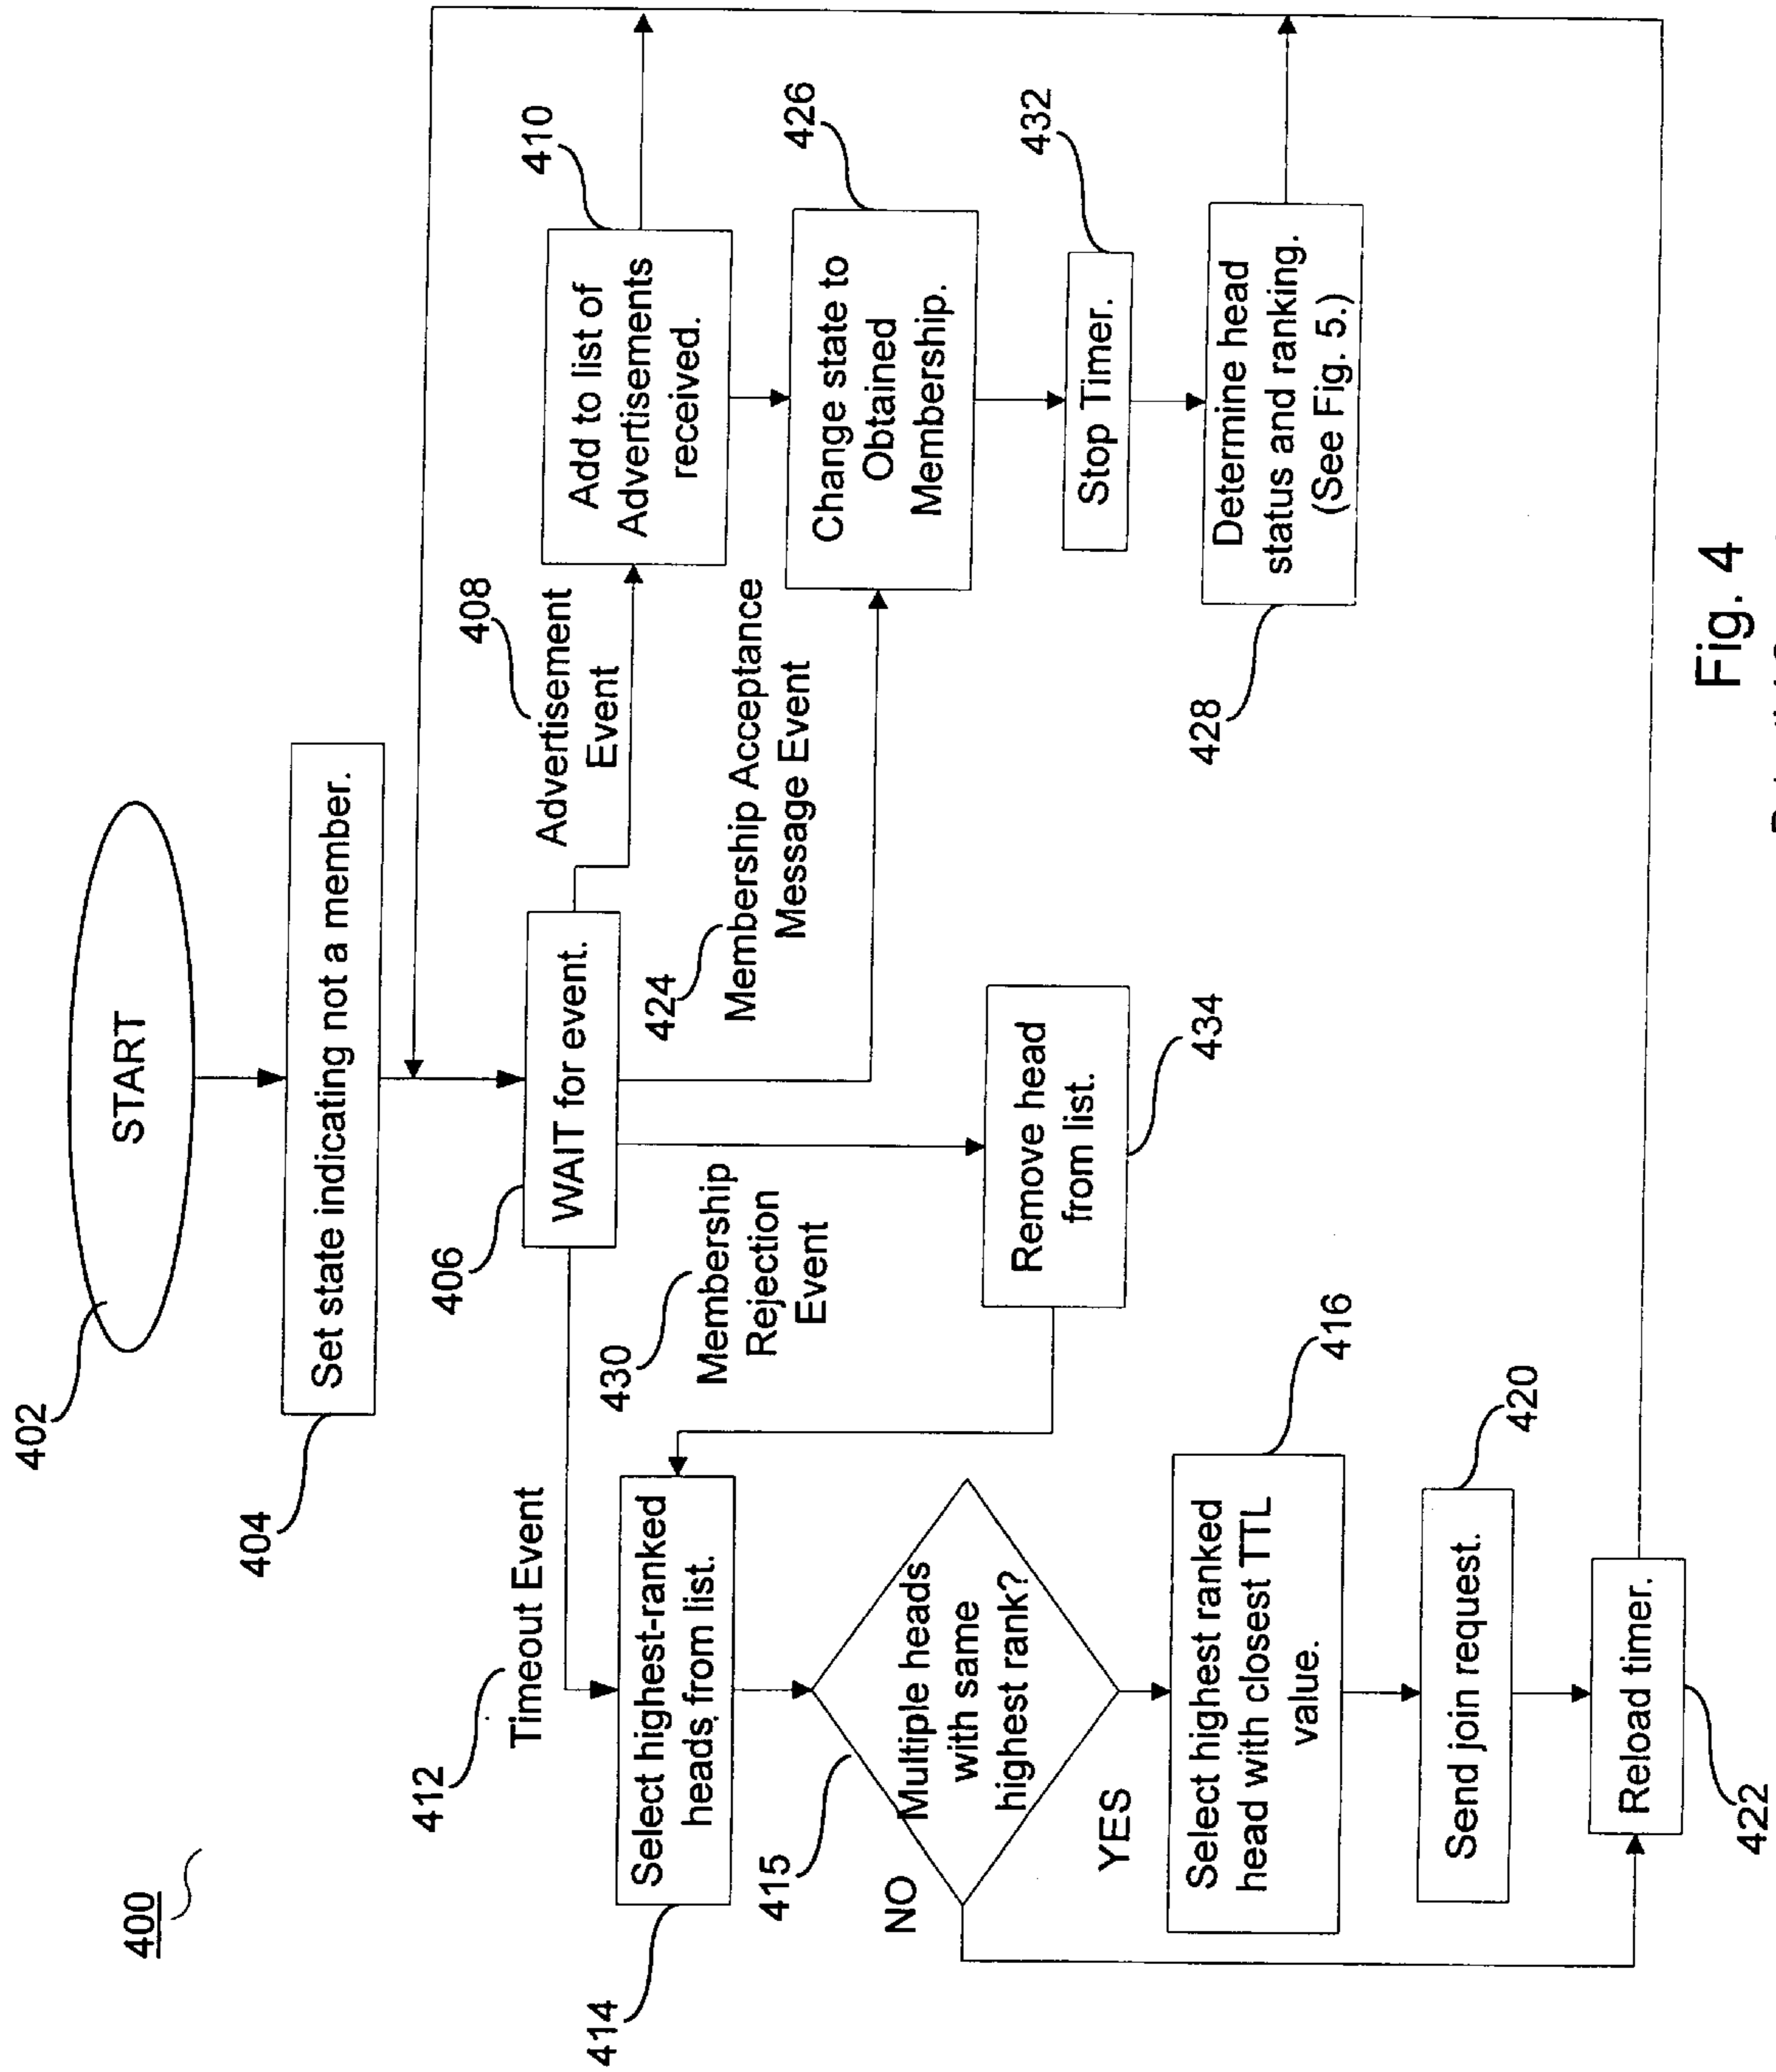 400
402
START
404
Set state indicating not a member.
406
WAIT for event.
412
Timeout Event
430
Membership
Rejection
Event
424
Membership Acceptance
Message Event
408
Advertisement
Event
410
Add to list of
Advertisements
received.
426
Change state to
Obtained
Membership.
432
Stop Timer.
428
Determine head
status and ranking.
(See Fig. 5.)
434
Remove head
from list.
414
Select highest-ranked
heads from list.
415
Multiple heads
with same
highest rank?
NO
YES
416
Select highest ranked
head with closest TTL
value.
420
Send join request.
422
Reload timer.
Fig. 4